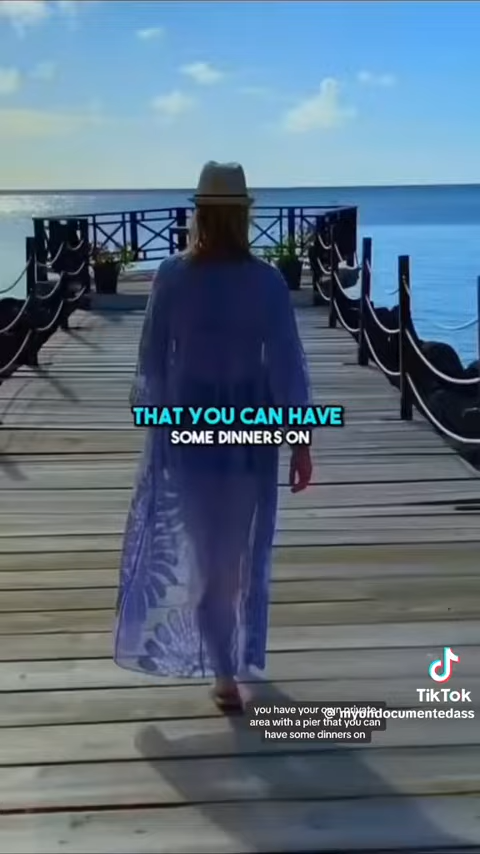 THAT YOU CAN HAVE
SOME DINNERS ON
TikTok
you have your own private
@myundocumentedass
area with a pier that you can
have some dinners on